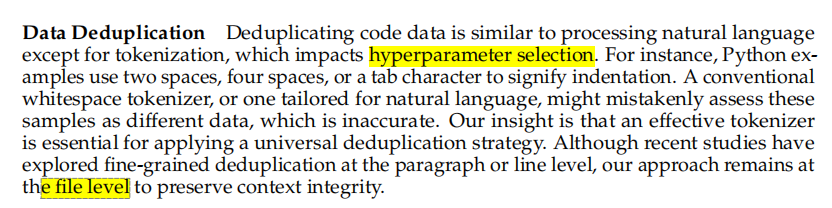 Data Deduplication Deduplicating code data is similar to processing natural language
except for tokenization, which impacts hyperparameter selection. For instance, Python ex-
amples use two spaces, four spaces, or a tab character to signify indentation. A conventional
whitespace tokenizer, or one tailored for natural language, might mistakenly assess these
samples as different data, which is inaccurate. Our insight is that an effective tokenizer
is essential for applying a universal deduplication strategy. Although recent studies have
explored fine-grained deduplication at the paragraph or line level, our approach remains at
the file level to preserve context integrity.